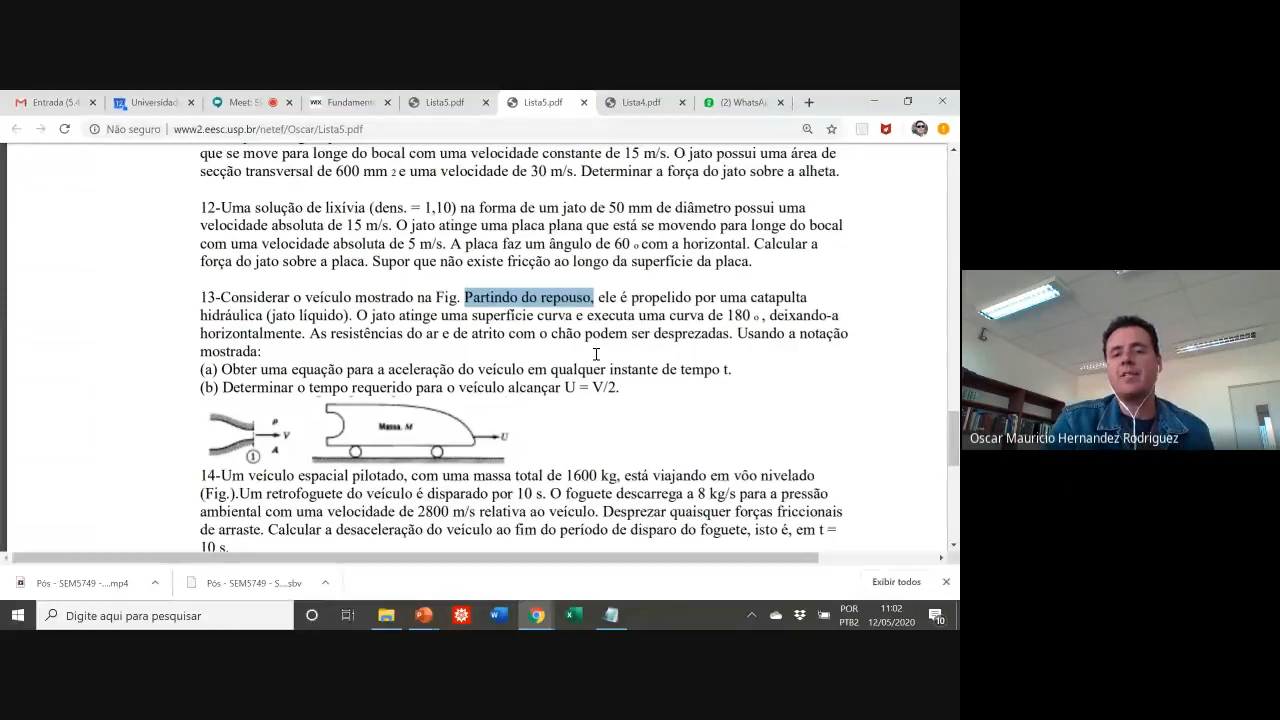 Entrada (5.4
Universidad
Meet: S
Fundament
Lista5.pdf
Lista5.pdf
Lista4.pdf
(2) WhatsA
Não seguro | www2.eesc.usp.br/netef/Oscar/Lista5.pdf
que se move para longe do bocal com uma velocidade constante de 15 m/s. O jato possui uma área de
secção transversal de 600 mm 2 e uma velocidade de 30 m/s. Determinar a força do jato sobre a alheta.
12-Uma solução de lixívia (dens. = 1,10) na forma de um jato de 50 mm de diâmetro possui uma
velocidade absoluta de 15 m/s. O jato atinge uma placa plana que está se movendo para longe do bocal
com uma velocidade absoluta de 5 m/s. A placa faz um ângulo de 60 o com a horizontal. Calcular a
força do jato sobre a placa. Supor que não existe fricção ao longo da superfície da placa.
13-Considerar o veículo mostrado na Fig. Partindo do repouso, ele é propelido por uma catapulta
hidráulica (jato líquido). O jato atinge uma superfície curva e executa uma curva de 180 o , deixando-a
horizontalmente. As resistências do ar e de atrito com o chão podem ser desprezadas. Usando a notação
mostrada:
(a) Obter uma equação para a aceleração do veículo em qualquer instante de tempo t.
(b) Determinar o tempo requerido para o veículo alcançar U = V/2.
ρ
V
A
1
Massa, M
U
14-Um veículo espacial pilotado, com uma massa total de 1600 kg, está viajando em vôo nivelado
(Fig.).Um retrofoguete do veículo é disparado por 10 s. O foguete descarrega a 8 kg/s para a pressão
ambiental com uma velocidade de 2800 m/s relativa ao veículo. Desprezar quaisquer forças friccionais
de arraste. Calcular a desaceleração do veículo ao fim do período de disparo do foguete, isto é, em t =
10 s.
Oscar Mauricio Hernandez Rodriguez
Pós - SEM5749 -....mp4
Pós - SEM5749 - S....sbv
Exibir todos
Digite aqui para pesquisar
POR
PTB2
11:02
12/05/2020
10